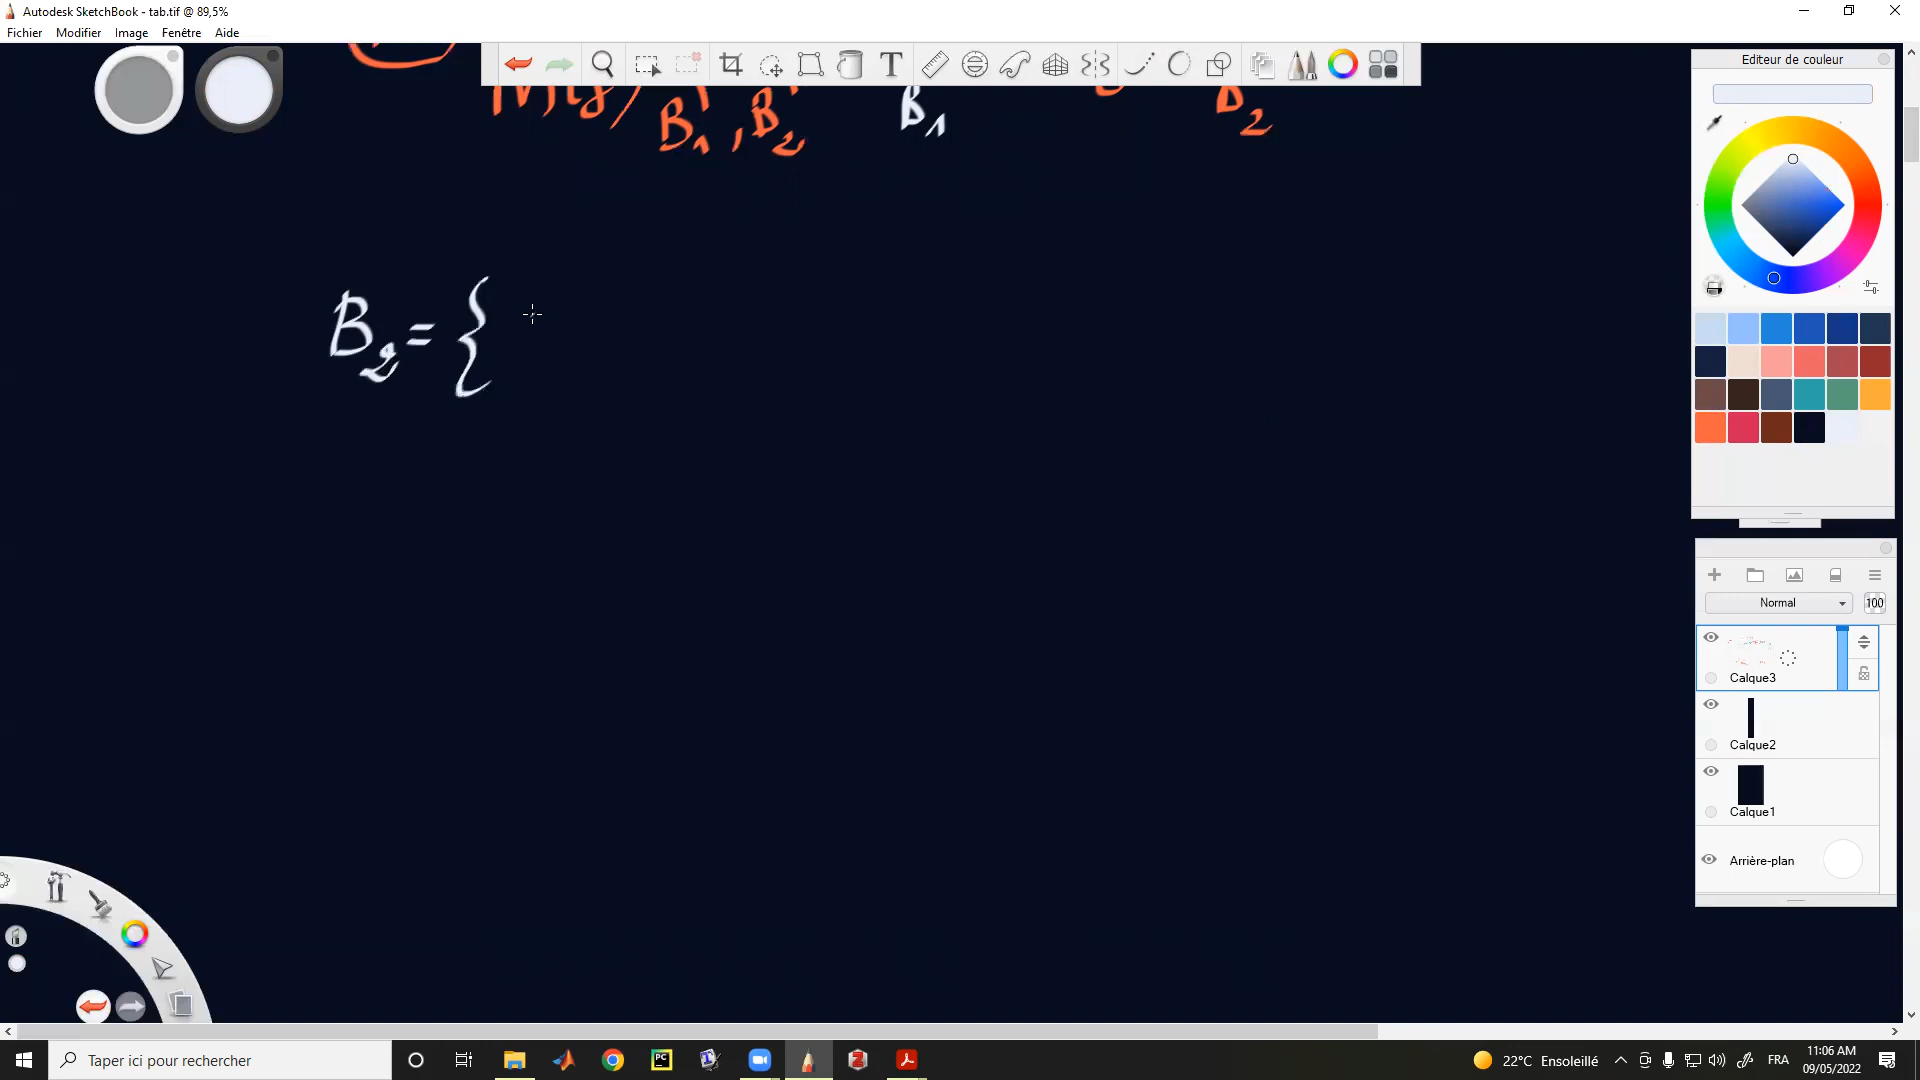 Autodesk SketchBook - tab.tif @ 89,5%
Fichier Modifier Image Fenêtre Aide
T
Editeur de couleur
B1 , B2 B1 B2
B2 = {
Normal 100
Calque3
Calque2
Calque1
Arrière-plan
Taper ici pour rechercher
PC
22°C Ensoleillé
FRA
11:06 AM
09/05/2022